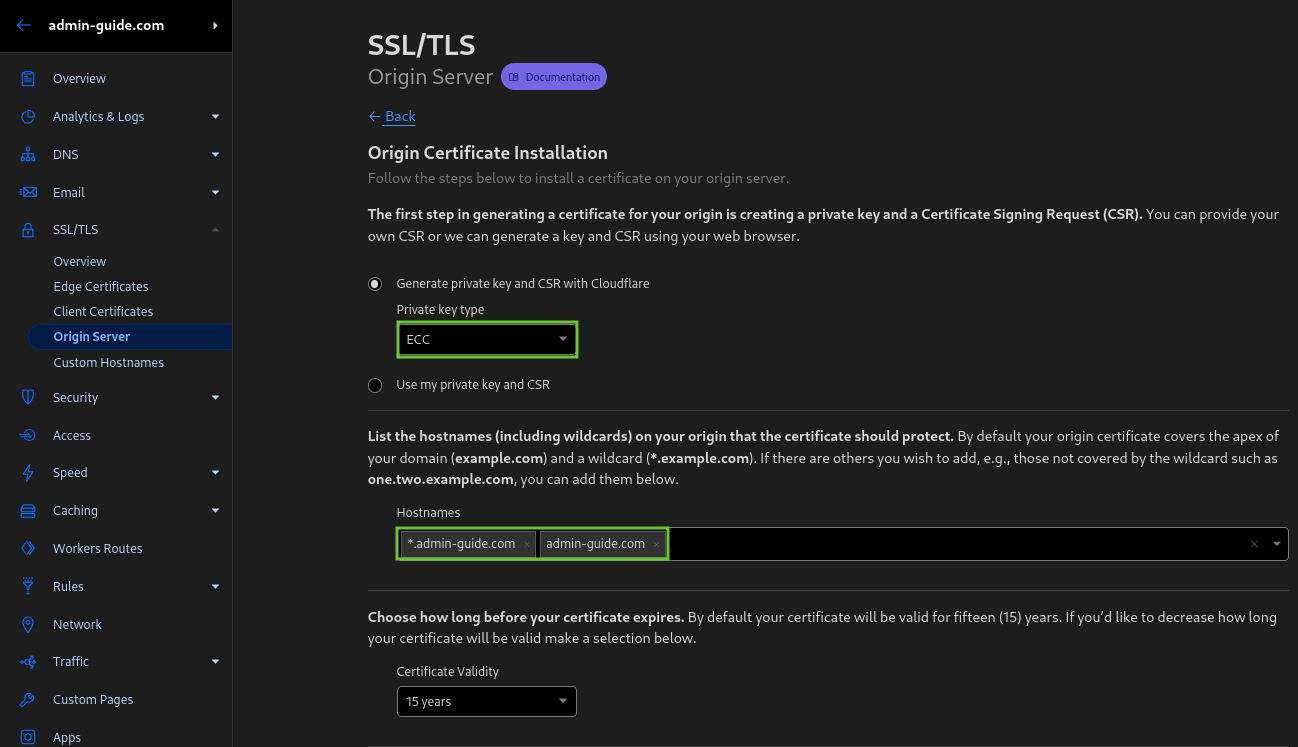 admin-guide.com
Overview
Analytics & Logs
DNS
Email
SSL/TLS
Overview
Edge Certificates
Client Certificates
Origin Server
Custom Hostnames
Security
Access
Speed
Caching
Workers Routes
Rules
Network
Traffic
Custom Pages
Apps
SSL/TLS
Origin Server
Documentation
← Back
Origin Certificate Installation
Follow the steps below to install a certificate on your origin server.
The first step in generating a certificate for your origin is creating a private key and a Certificate Signing Request (CSR). You can provide your
own CSR or we can generate a key and CSR using your web browser.
Generate private key and CSR with Cloudflare
Private key type
ECC
Use my private key and CSR
List the hostnames (including wildcards) on your origin that the certificate should protect. By default your origin certificate covers the apex of
your domain (example.com) and a wildcard (*.example.com). If there are others you wish to add, e.g., those not covered by the wildcard such as
one.two.example.com, you can add them below.
Hostnames
*.admin-guide.com × admin-guide.com × ×
Choose how long before your certificate expires. By default your certificate will be valid for fifteen (15) years. If you’d like to decrease how long
your certificate will be valid make a selection below.
Certificate Validity
15 years